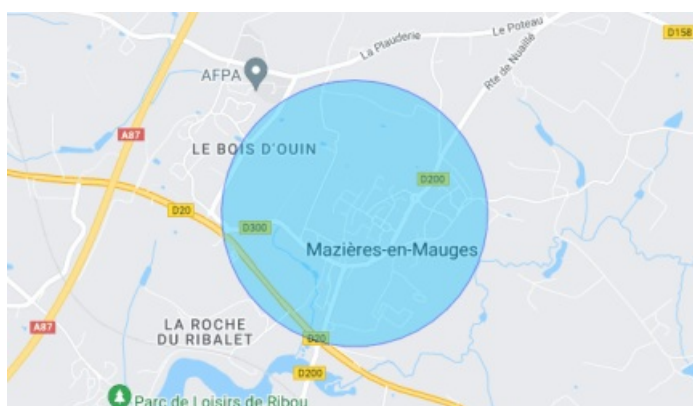 Le Poteau
La Plauderie
D158
AFPA
Rte de Nuaillé
A87
LE BOIS D'OUIN
D200
D20
D300
Mazières-en-Mauges
A87
LA ROCHE
DU RIBALET
D20
D200
Parc de Loisirs de Ribou